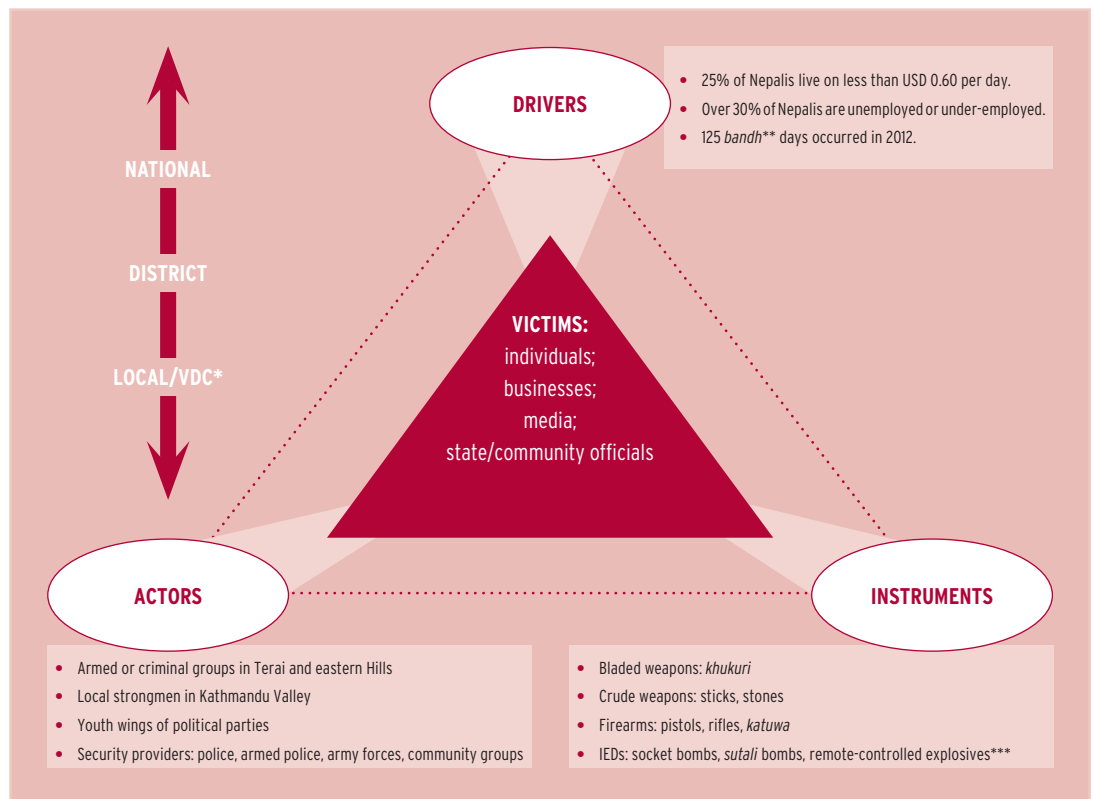 DRIVERS
• 25% of Nepalis live on less than USD 0.60 per day.
• Over 30% of Nepalis are unemployed or under-employed.
• 125 bandh** days occurred in 2012.
NATIONAL
DISTRICT
LOCAL/VDC*
VICTIMS:
individuals;
businesses;
media;
state/community officials
ACTORS
• Armed or criminal groups in Terai and eastern Hills
• Local strongmen in Kathmandu Valley
• Youth wings of political parties
• Security providers: police, armed police, army forces, community groups
INSTRUMENTS
• Bladed weapons: khukuri
• Crude weapons: sticks, stones
• Firearms: pistols, rifles, katuwa
• IEDs: socket bombs, sutali bombs, remote-controlled explosives***